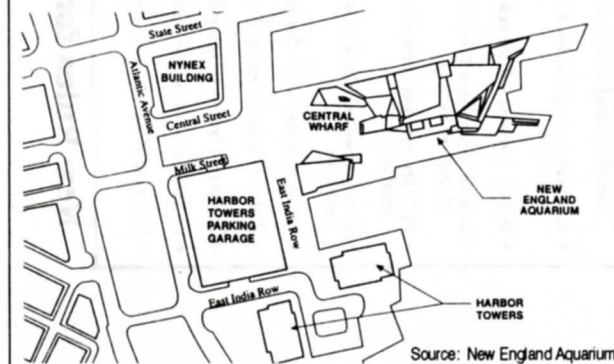 State Street
NYNEX
BUILDING
Atlantic Avenue
Central Street
CENTRAL
WHARF
Milk Street
NEW
ENGLAND
AQUARIUM
HARBOR
TOWERS
PARKING
GARAGE
East India Row
East India Row
HARBOR
TOWERS
Source: New England Aquarium